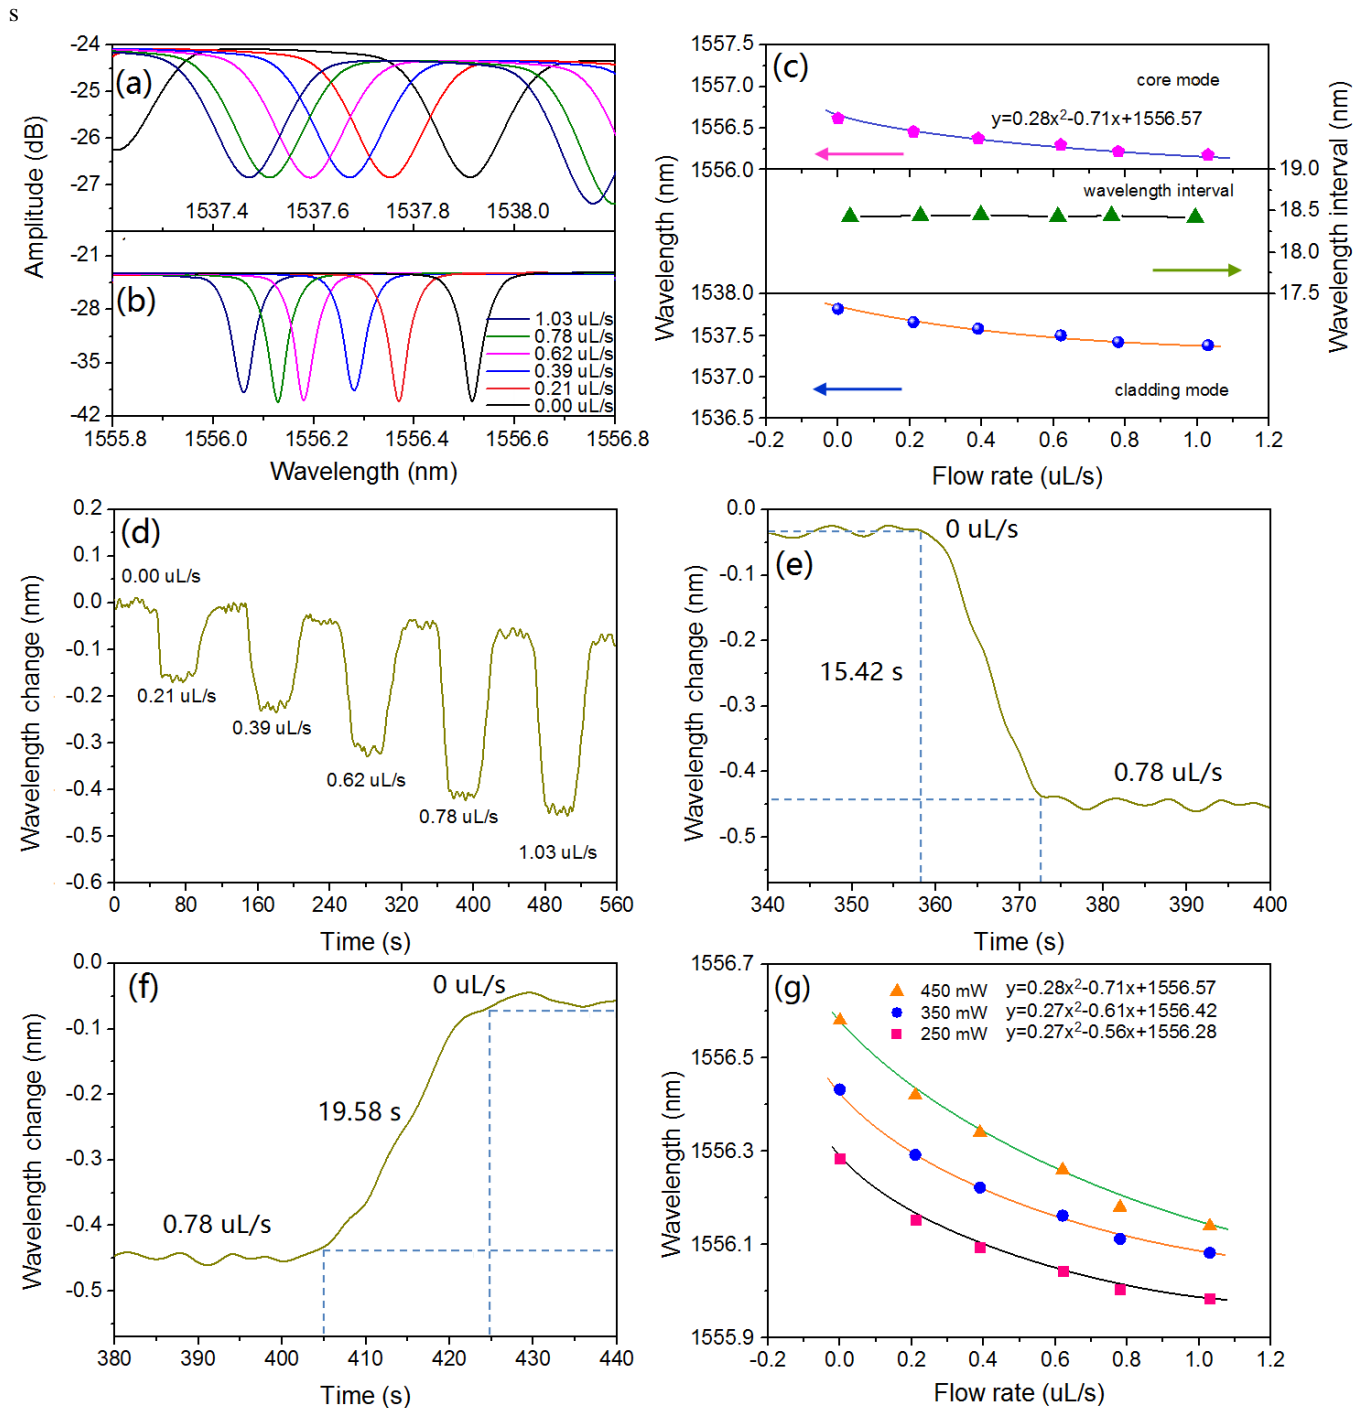 s
(a)
-24
-25
-26
-27
1537.4 1537.6 1537.8 1538.0
Amplitude (dB)
(b)
-21
-28
-35
-42
1.03 uL/s
0.78 uL/s
0.62 uL/s
0.39 uL/s
0.21 uL/s
0.00 uL/s
1555.8 1556.0 1556.2 1556.4 1556.6 1556.8
Wavelength (nm)
(c)
1557.5
1557.0
1556.5
1556.0
core mode
y=0.28x²-0.71x+1556.57
wavelength interval
19.0
18.5
18.0
17.5
Wavelength interval (nm)
Wavelength (nm)
1538.0
1537.5
1537.0
1536.5
cladding mode
-0.2 0.0 0.2 0.4 0.6 0.8 1.0 1.2
Flow rate (uL/s)
(d)
0.2
0.1
0.0
-0.1
-0.2
-0.3
-0.4
-0.5
-0.6
Wavelength change (nm)
0.00 uL/s
0.21 uL/s
0.39 uL/s
0.62 uL/s
0.78 uL/s
1.03 uL/s
0 80 160 240 320 400 480 560
Time (s)
(e)
0.0
-0.1
-0.2
-0.3
-0.4
-0.5
Wavelength change (nm)
0 uL/s
15.42 s
0.78 uL/s
340 350 360 370 380 390 400
Time (s)
(f)
0.0
-0.1
-0.2
-0.3
-0.4
-0.5
Wavelength change (nm)
0 uL/s
19.58 s
0.78 uL/s
380 390 400 410 420 430 440
Time (s)
(g)
1556.7
1556.5
1556.3
1556.1
1555.9
Wavelength (nm)
450 mW y=0.28x²-0.71x+1556.57
350 mW y=0.27x²-0.61x+1556.42
250 mW y=0.27x²-0.56x+1556.28
-0.2 0.0 0.2 0.4 0.6 0.8 1.0 1.2
Flow rate (uL/s)